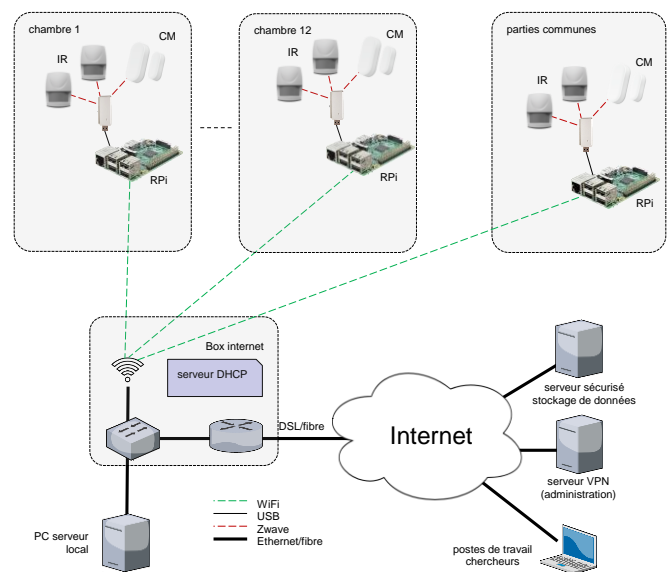 chambre 1
IR
CM
RPi
chambre 12
IR
CM
RPi
parties communes
IR
CM
RPi
Box internet
serveur DHCP
DSL/fibre
Internet
serveur sécurisé
stockage de données
serveur VPN
(administration)
postes de travail
chercheurs
PC serveur
local
WiFi
USB
Zwave
Ethernet/fibre